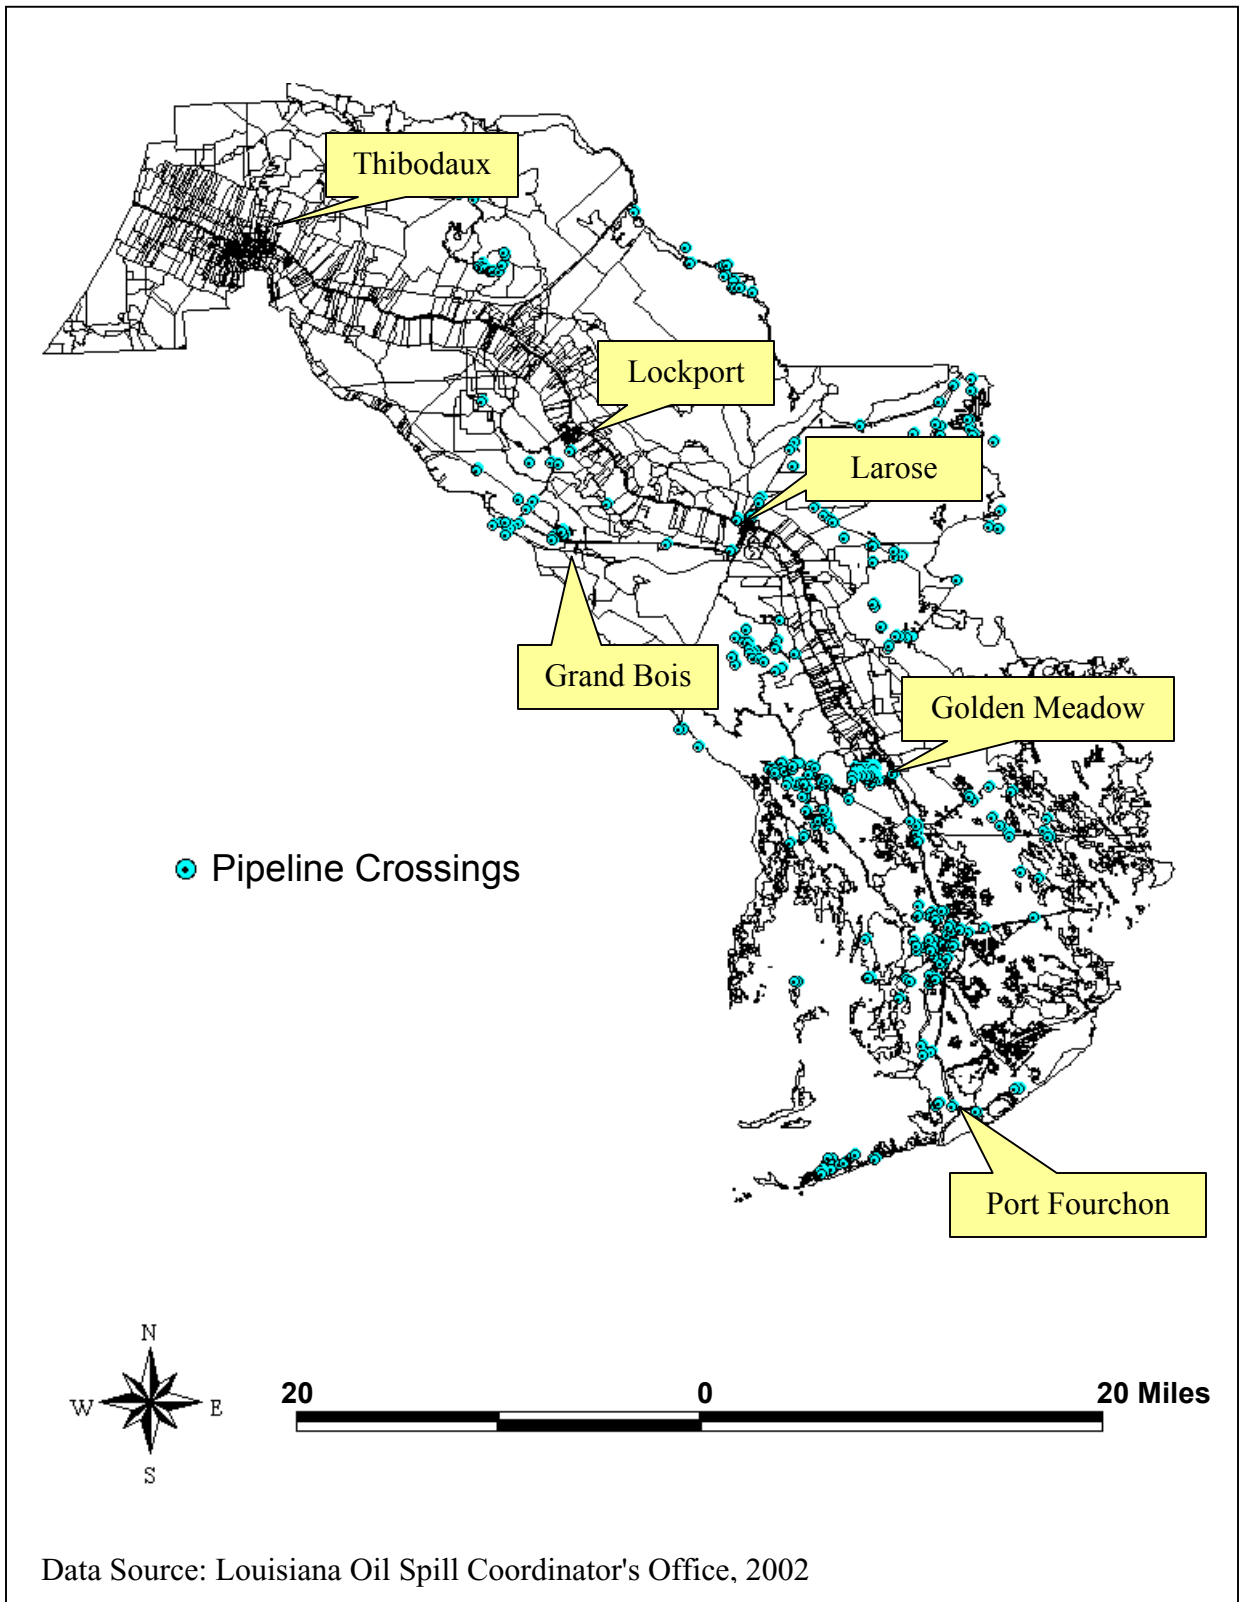 Thibodaux
Lockport
Larose
Grand Bois
Golden Meadow
Pipeline Crossings
Port Fourchon
N
W E
S
20 0 20 Miles
Data Source: Louisiana Oil Spill Coordinator's Office, 2002